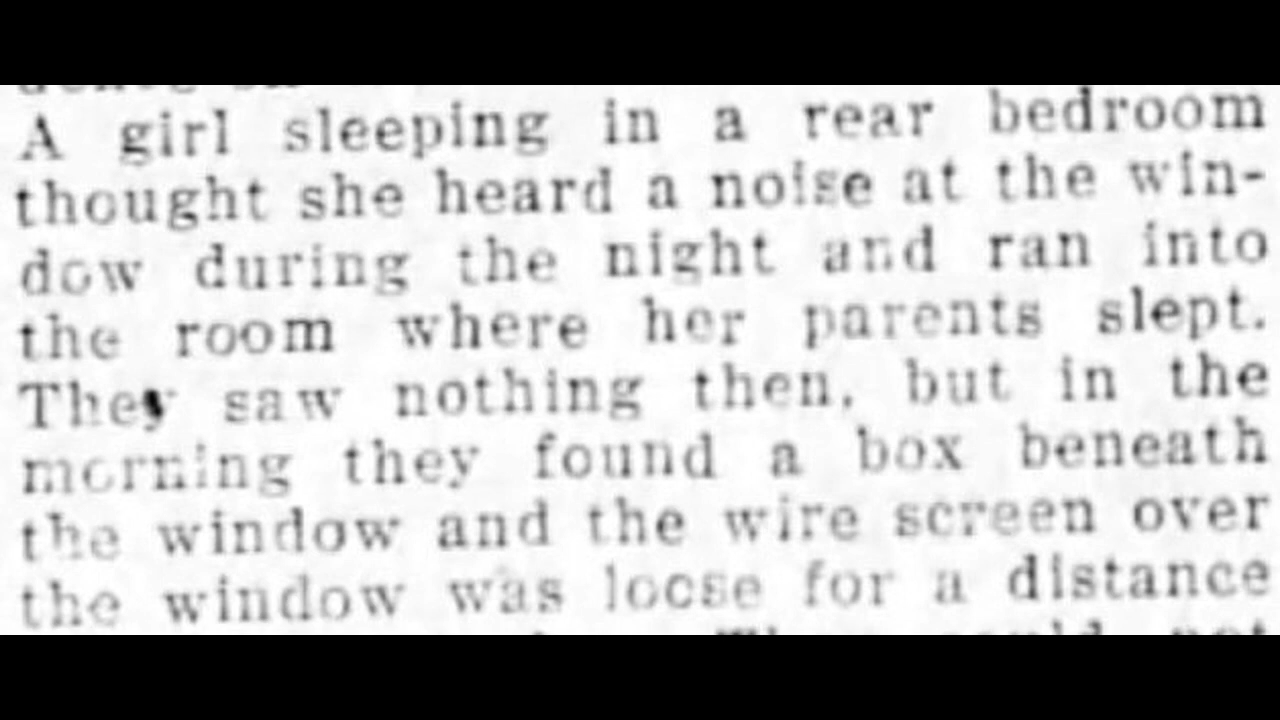 A girl sleeping in a rear bedroom
thought she heard a noise at the win-
dow during the night and ran into
the room where her parents slept.
They saw nothing then, but in the
morning they found a box beneath
the window and the wire screen over
the window was loose for a distance